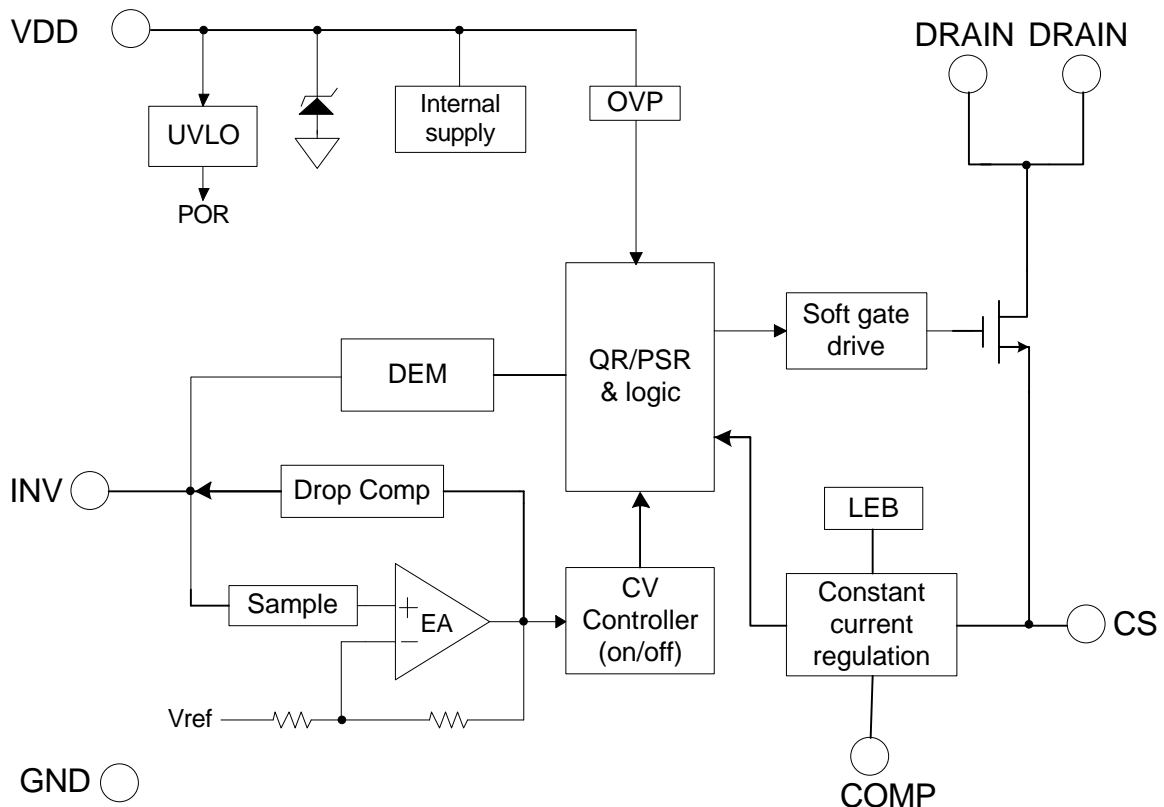 VDD
DRAIN DRAIN
UVLO
Internal
supply
OVP
POR
DEM
QR/PSR
& logic
Soft gate
drive
INV
Drop Comp
LEB
Sample
+
EA
−
CV
Controller
(on/off)
Constant
current
regulation
CS
Vref
GND
COMP